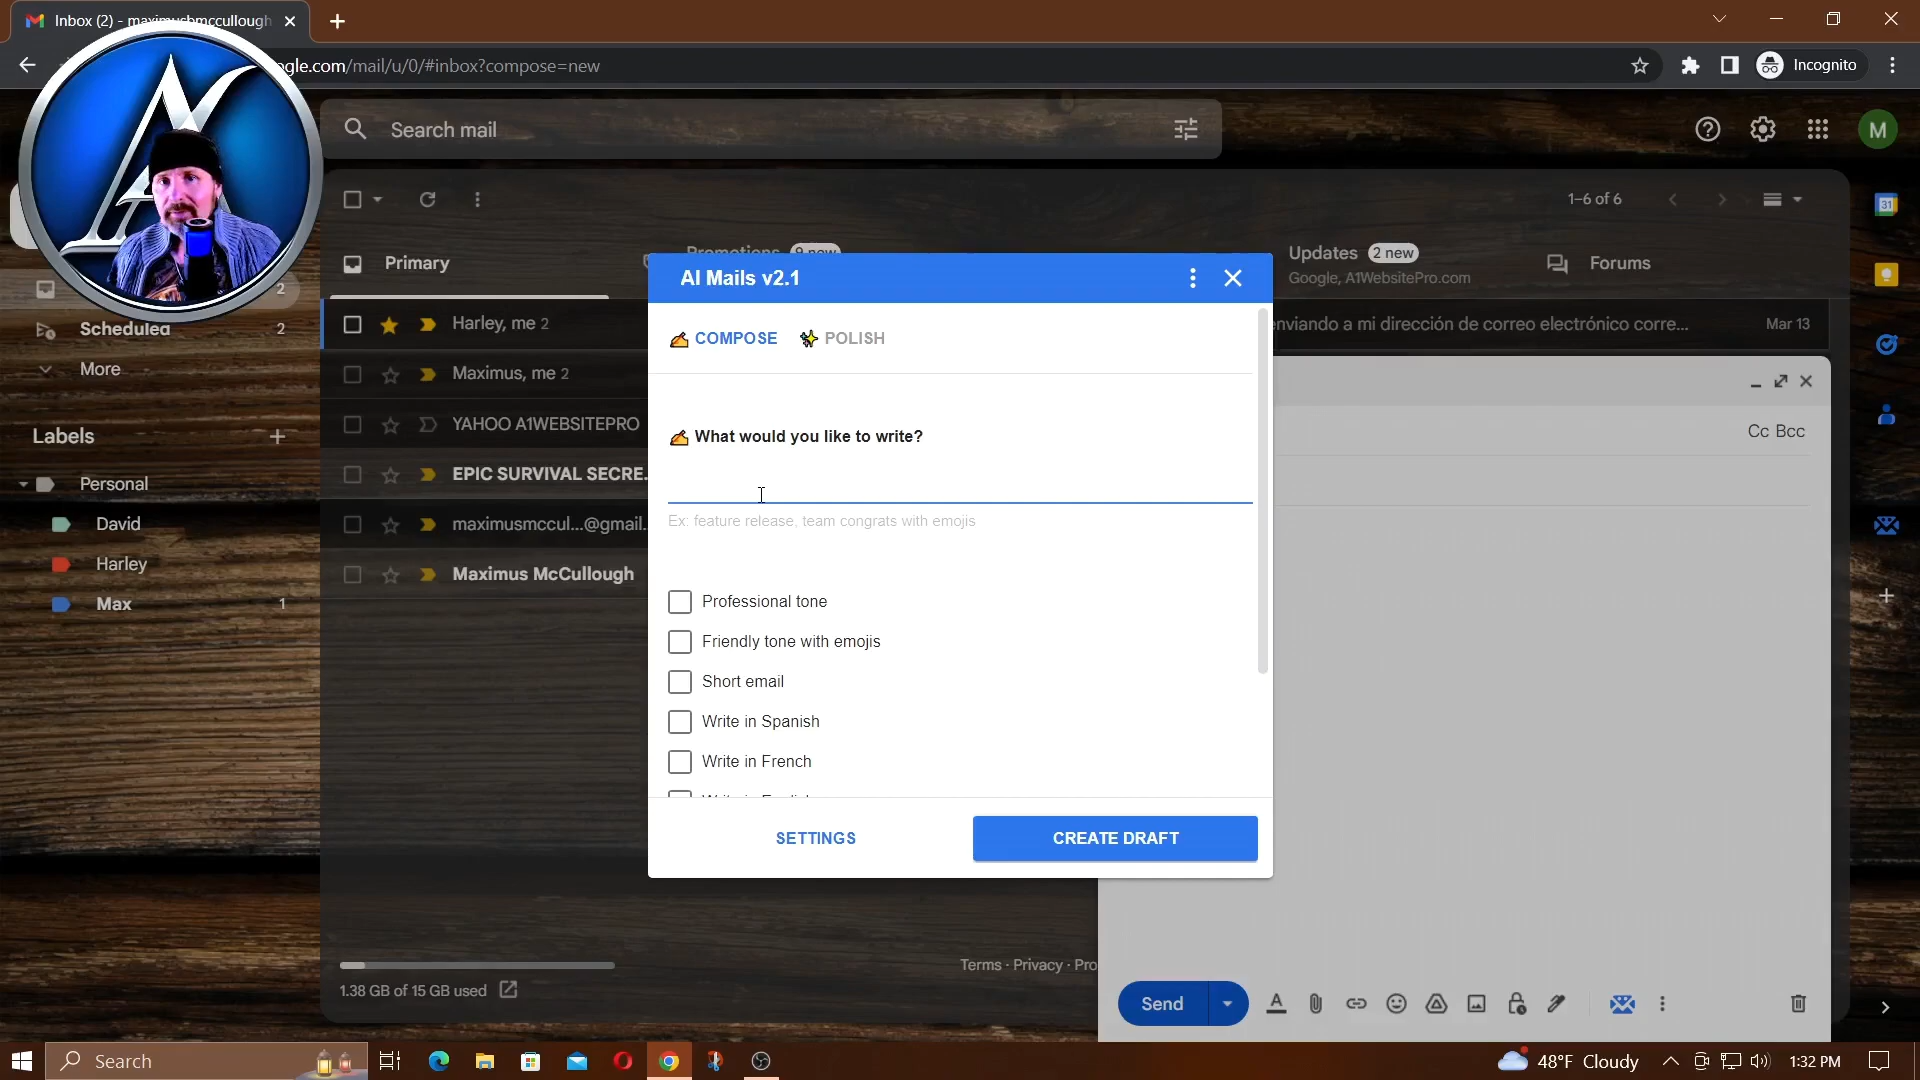 Inbox (2) - maximusbmccullough
gle.com/mail/u/0/#inbox?compose=new
Incognito
Search mail
M
1–6 of 6
31
Primary
Promotions 9 new
Updates 2 new
Google, A1WebsitePro.com
Forums
2
Scheduled 2
More
Labels
Personal
David
Harley
Max 1
Harley, me 2
enviando a mi dirección de correo electrónico corre...
Mar 13
Maximus, me 2
YAHOO A1WEBSITEPRO
EPIC SURVIVAL SECRE...
maximusmccul...@gmail.
Maximus McCullough
AI Mails v2.1
COMPOSE POLISH
What would you like to write?
Ex: feature release, team congrats with emojis
Professional tone
Friendly tone with emojis
Short email
Write in Spanish
Write in French
SETTINGS
CREATE DRAFT
Cc Bcc
1.38 GB of 15 GB used
Terms · Privacy · Pro
Send
Search
48°F Cloudy
1:32 PM